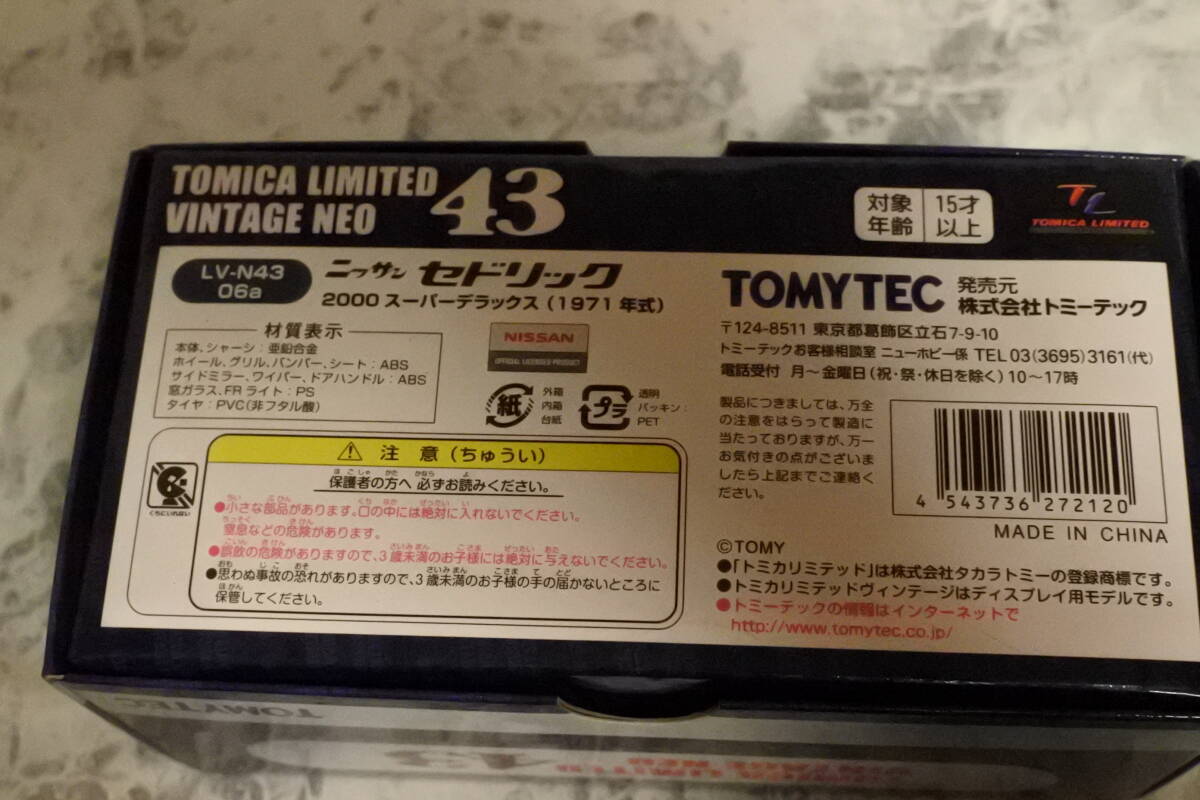 TOMICA LIMITED
VINTAGE NEO
43
対象
年齢
15才
以上
TL
TOMICA LIMITED
LV-N43
06a
ニッサン セドリック
2000 スーパーデラックス(1971年式)
材質表示
本体、シャーシ:亜鉛合金
ホイール、グリル、バンパー、シート:ABS
サイドミラー、ワイパー、ドアハンドル:ABS
窓ガラス、FRライト:PS
タイヤ:PVC(非フタル酸)
NISSAN
OFFICIAL LICENSED PRODUCT
紙
外箱
内箱
台紙
プラ
透明
パッキン:
PET
くちにいれない
注 意(ちゅうい)
保護者の方へ 必ずお読みください。
●小さな部品があります。口の中には絶対に入れないでください。
窒息などの危険があります。
●誤飲の危険がありますので、3歳未満のお子様には絶対に与えないでください。
●思わぬ事故の恐れがありますので、3歳未満のお子様の手の届かないところに
保管してください。
TOMYTEC
発売元
株式会社トミーテック
〒124-8511 東京都葛飾区立石7-9-10
トミーテックお客様相談室 ニューホビー係 TEL 03(3695)3161(代)
電話受付 月~金曜日(祝・祭・休日を除く)10~17時
製品につきましては、万全
の注意をはらって製造に
当たっておりますが、万一
お気付きの点がございま
したら上記までご連絡く
ださい。
4 543736 272120
MADE IN CHINA
©TOMY
●「トミカリミテッド」は株式会社タカラトミーの登録商標です。
●トミカリミテッドヴィンテージはディスプレイ用モデルです。
●トミーテックの情報はインターネットで
http://www.tomytec.co.jp/
TOMYTEC
43